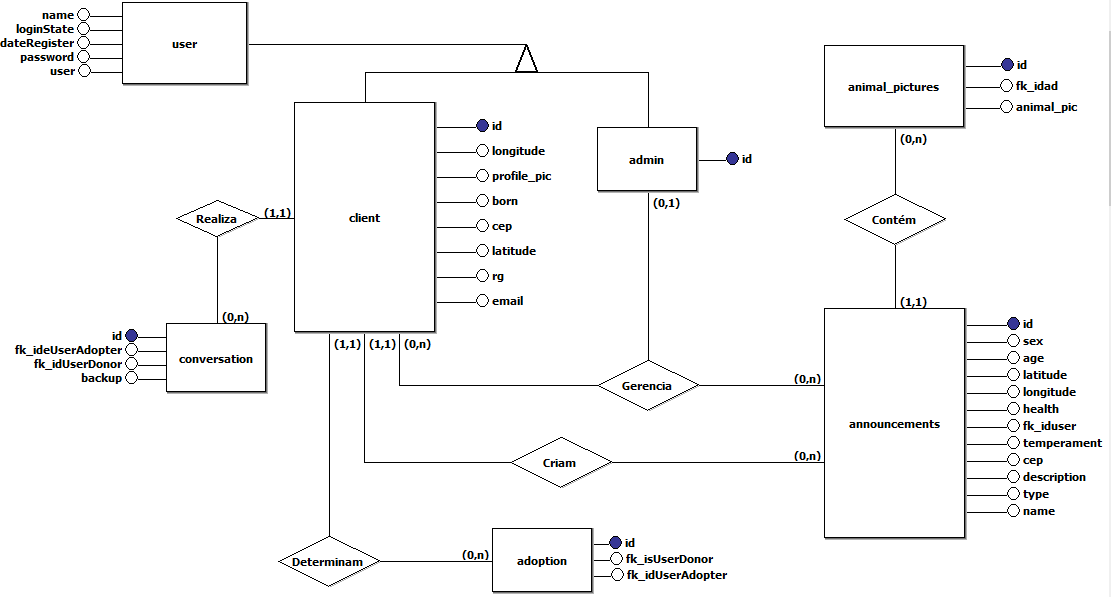 name
loginState
dateRegister
password
user
user
client
id
longitude
profile_pic
born
cep
latitude
rg
email
admin
id
(0,1)
animal_pictures
id
fk_idad
animal_pic
(0,n)
Contém
(1,1)
Realiza
(1,1)
(0,n)
conversation
id
fk_ideUserAdopter
fk_idUserDonor
backup
(1,1)
(1,1)
(0,n)
Gerencia
(0,n)
Criam
(0,n)
announcements
id
sex
age
latitude
longitude
health
fk_iduser
temperament
cep
description
type
name
Determinam
(0,n)
adoption
id
fk_isUserDonor
fk_idUserAdopter